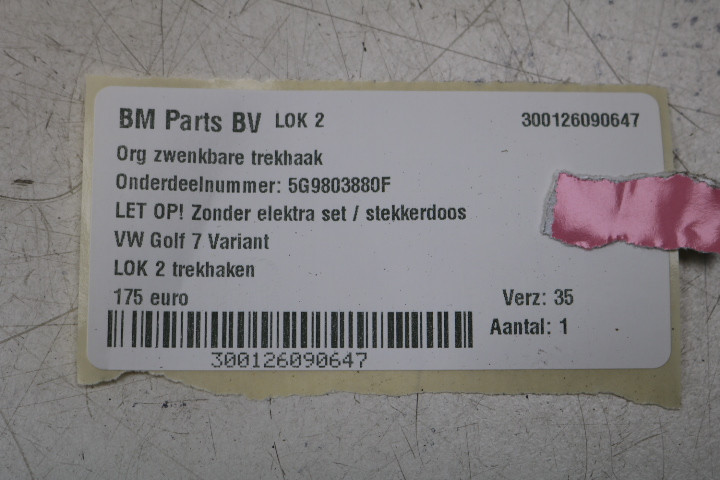 BM Parts BV LOK 2 300126090647
Org zwenkbare trekhaak
Onderdeelnummer: 5G9803880F
LET OP! Zonder elektra set / stekkerdoos
VW Golf 7 Variant
LOK 2 trekhaken
175 euro Verz: 35
Aantal: 1
300126090647